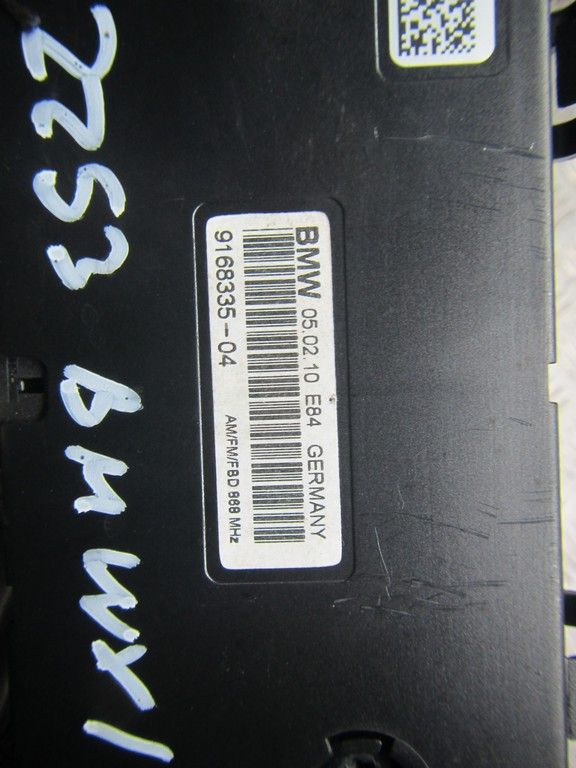 2253 BMW X1
BMW 05.02.10 E84 GERMANY
9168335-04 AM/FM/FBD 868 MHz